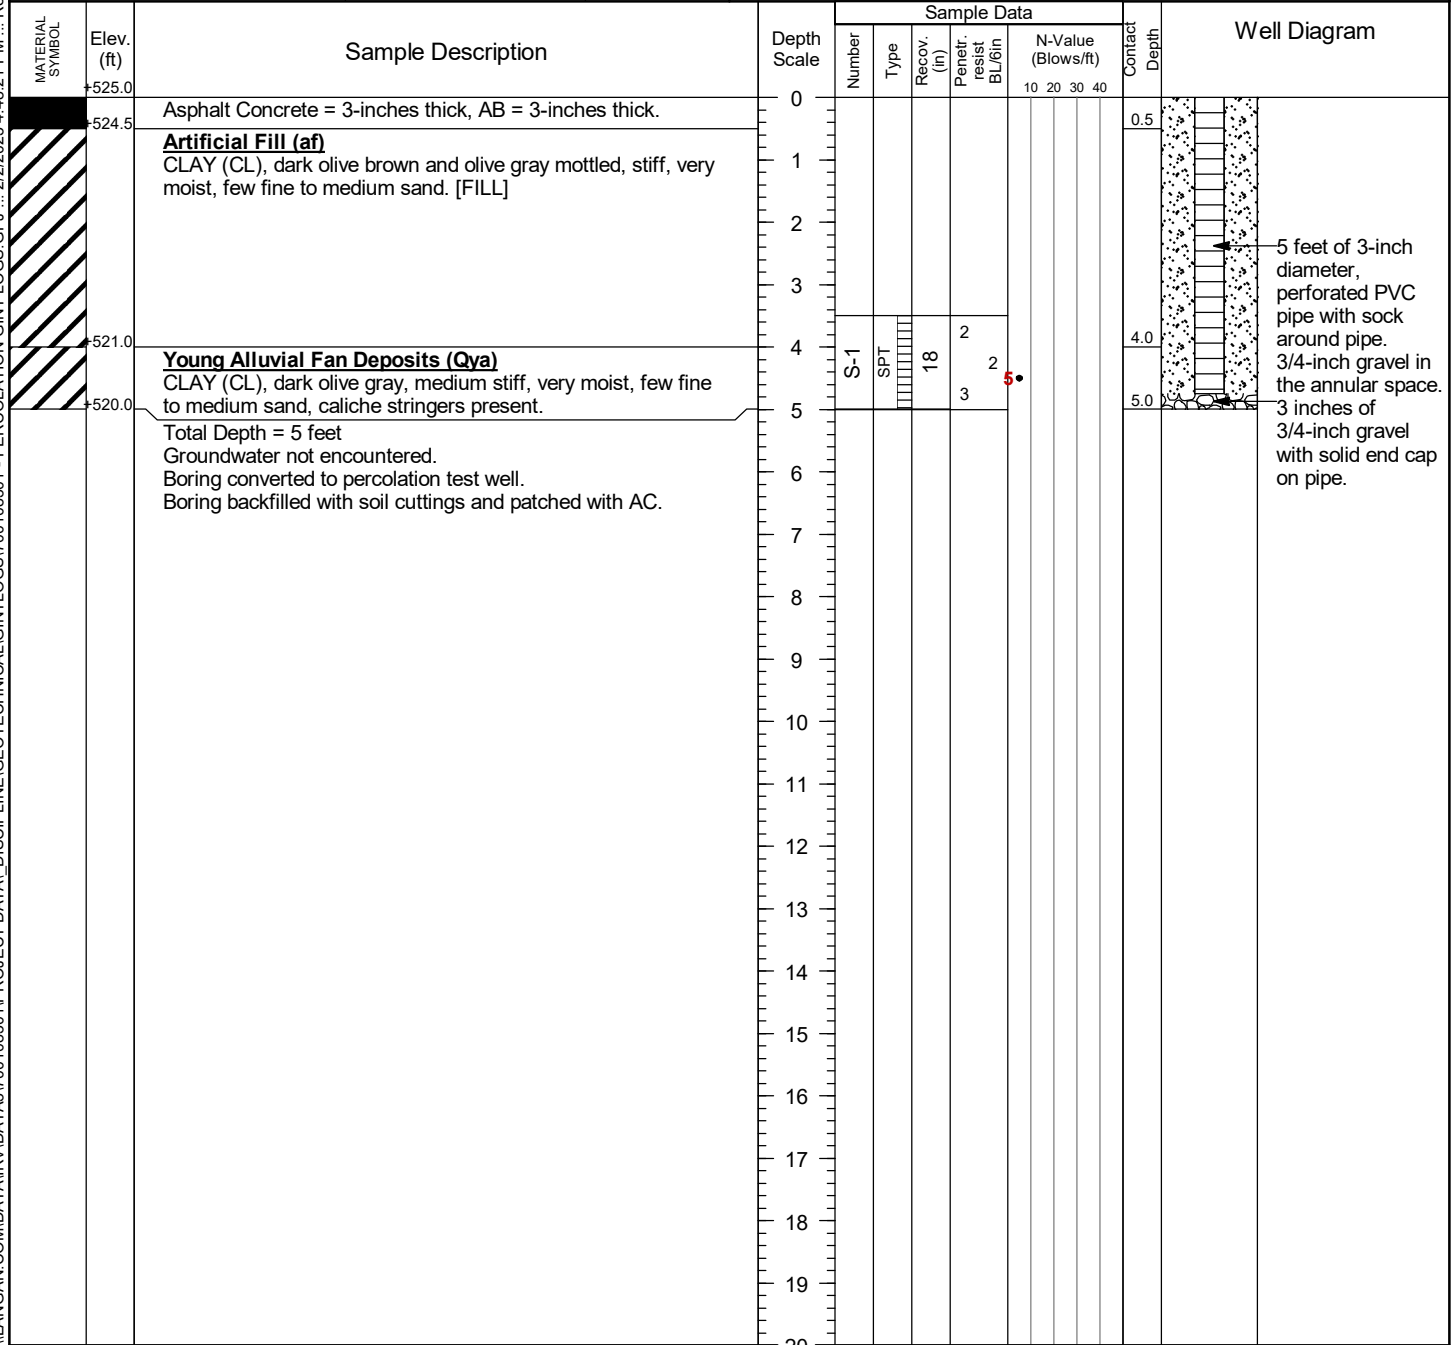 MATERIAL
SYMBOL
Elev.
(ft)
+525.0
Sample Description
Depth
Scale
Sample Data
Number
Type
Recov.
(in)
Penetr.
resist
BL/6in
N-Value
(Blows/ft)
10 20 30 40
Contact
Depth
Well Diagram
Asphalt Concrete = 3-inches thick, AB = 3-inches thick.
+524.5
0.5
Artificial Fill (af)
CLAY (CL), dark olive brown and olive gray mottled, stiff, very
moist, few fine to medium sand. [FILL]
+521.0
4.0
Young Alluvial Fan Deposits (Qya)
CLAY (CL), dark olive gray, medium stiff, very moist, few fine
to medium sand, caliche stringers present.
+520.0
5.0
Total Depth = 5 feet
Groundwater not encountered.
Boring converted to percolation test well.
Boring backfilled with soil cuttings and patched with AC.
0
1
2
3
4
5
6
7
8
9
10
11
12
13
14
15
16
17
18
19
20
S-1
SPT
18
2
2
3
5
5 feet of 3-inch
diameter,
perforated PVC
pipe with sock
around pipe.
3/4-inch gravel in
the annular space.
3 inches of
3/4-inch gravel
with solid end cap
on pipe.